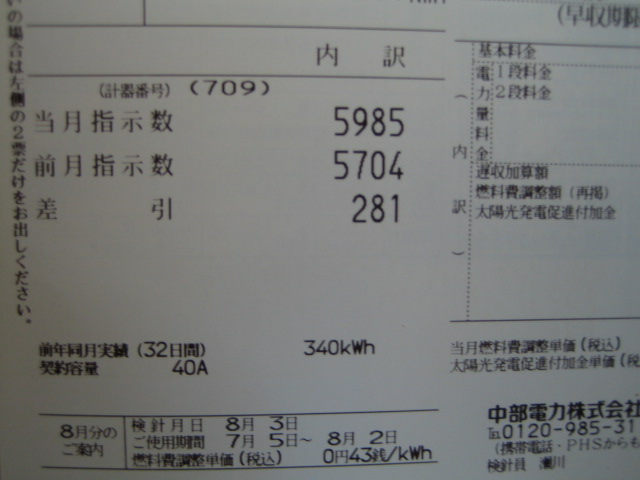 いの場合は左側の2票だけをお出しください。
内 訳
(計器番号) (709)
当月指示数 5985
前月指示数 5704
差 引 281
前年同月実績 (32日間) 340kWh
契約容量 40A
8月分のご案内
検針月日 8月 3日
ご使用期間 7月 5日~ 8月 2日
燃料費調整単価(税込) 0円43銭/kWh
(早収期限
基本料金
電力量料金
1段料金
2段料金
(内訳)
遅収加算額
燃料費調整額(再掲)
太陽光発電促進付加金
当月燃料費調整単価(税込)
太陽光発電促進付加金単価(税
中部電力株式会社
℡0120-985-31
(携帯電話・PHSからも
検針員 瀬川